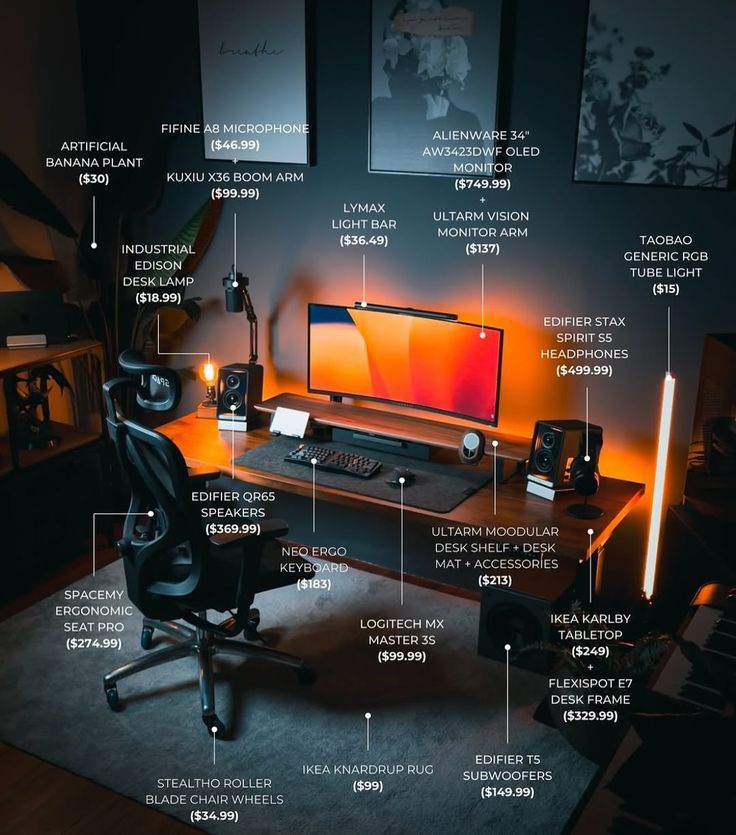 breathe
ARTIFICIAL
BANANA PLANT
($30)
FIFINE A8 MICROPHONE
($46.99)
+
KUXIU X36 BOOM ARM
($99.99)
ALIENWARE 34"
AW3423DWF OLED
MONITOR
($749.99)
+
ULTARM VISION
MONITOR ARM
($137)
LYMAX
LIGHT BAR
($36.49)
INDUSTRIAL
EDISON
DESK LAMP
($18.99)
TAOBAO
GENERIC RGB
TUBE LIGHT
($15)
EDIFIER STAX
SPIRIT S5
HEADPHONES
($499.99)
EDIFIER QR65
SPEAKERS
($369.99)
NEO ERGO
KEYBOARD
($183)
ULTARM MOODULAR
DESK SHELF + DESK
MAT + ACCESSORIES
($213)
SPACEMY
ERGONOMIC
SEAT PRO
($274.99)
LOGITECH MX
MASTER 3S
($99.99)
IKEA KARLBY
TABLETOP
($249)
+
FLEXISPOT E7
DESK FRAME
($329.99)
STEALTHO ROLLER
BLADE CHAIR WHEELS
($34.99)
IKEA KNARDRUP RUG
($99)
EDIFIER T5
SUBWOOFERS
($149.99)